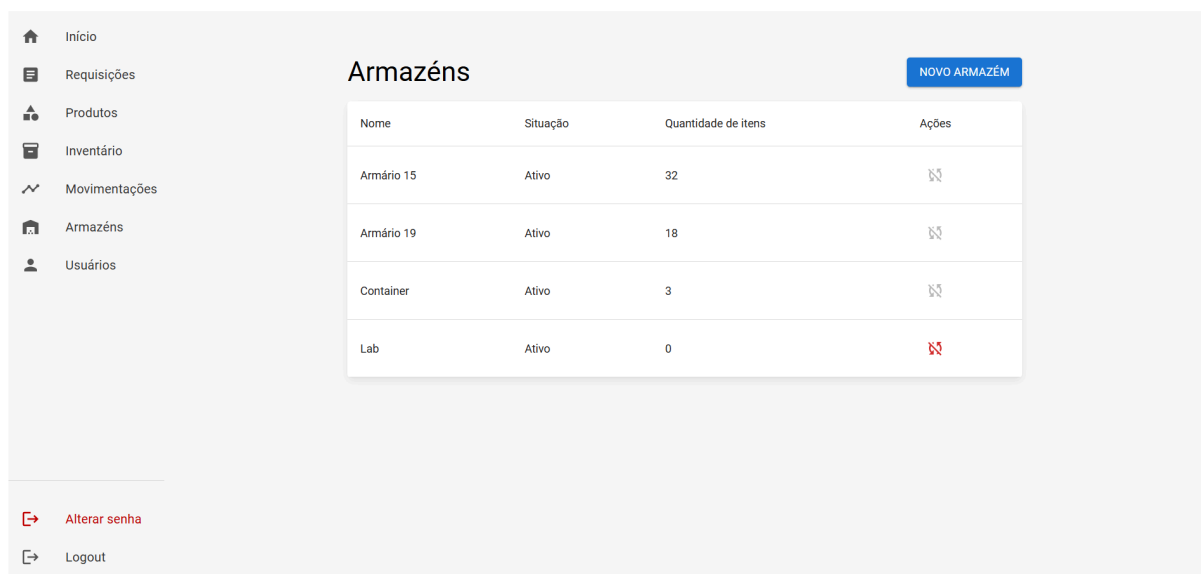 Início
Requisições
Produtos
Inventário
Movimentações
Armazéns
Usuários
Alterar senha
Logout
Armazéns
NOVO ARMAZÉM
Nome Situação Quantidade de itens Ações
Armário 15 Ativo 32
Armário 19 Ativo 18
Container Ativo 3
Lab Ativo 0